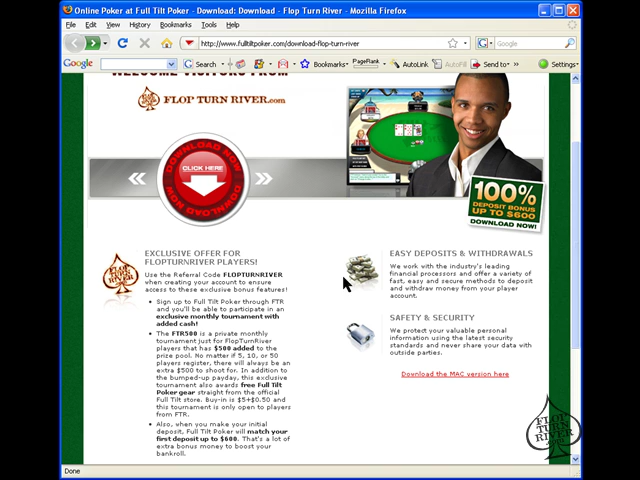 Online Poker at Full Tilt Poker - Download: Download - Flop Turn River - Mozilla Firefox
File Edit View History Bookmarks Tools Help
http://www.fulltiltpoker.com/download-flop-turn-river
Google
Google
Search
PageRank
Bookmarks
AutoLink
AutoFill
Send to
Settings
WELCOME VISITORS FROM
FLOP TURN RIVER.com
DOWNLOAD NOW
CLICK HERE
DOWNLOAD NOW
100%
DEPOSIT BONUS
UP TO $600
DOWNLOAD NOW!
EXCLUSIVE OFFER FOR
FLOPTURNRIVER PLAYERS!
Use the Referral Code FLOPTURNRIVER
when creating your account to ensure
access to these exclusive bonus features!
• Sign up to Full Tilt Poker through FTR
and you'll be able to participate in an
exclusive monthly tournament with
added cash!
• The FTR500 is a private monthly
tournament just for FlopTurnRiver
players that has $500 added to the
prize pool. No matter if 5, 10, or 50
players register, there will always be an
extra $500 to shoot for. In addition to
the bumped-up payday, this exclusive
tournament also awards free Full Tilt
Poker gear straight from the official
Full Tilt store. Buy-in is $5+$0.50 and
this tournament is only open to players
from FTR.
• Also, when you make your initial
deposit, Full Tilt Poker will match your
first deposit up to $600. That's a lot of
extra bonus money to boost your
bankroll.
EASY DEPOSITS & WITHDRAWALS
We work with the industry's leading
financial processors and offer a variety of
fast, easy and secure methods to deposit
and withdraw money from your player
account.
SAFETY & SECURITY
We protect your valuable personal
information using the latest security
standards and never share your data with
outside parties.
Download the MAC version here
FLOP
TURN
RIVER
.com
FLOP
TURN
RIVER
.com
Done